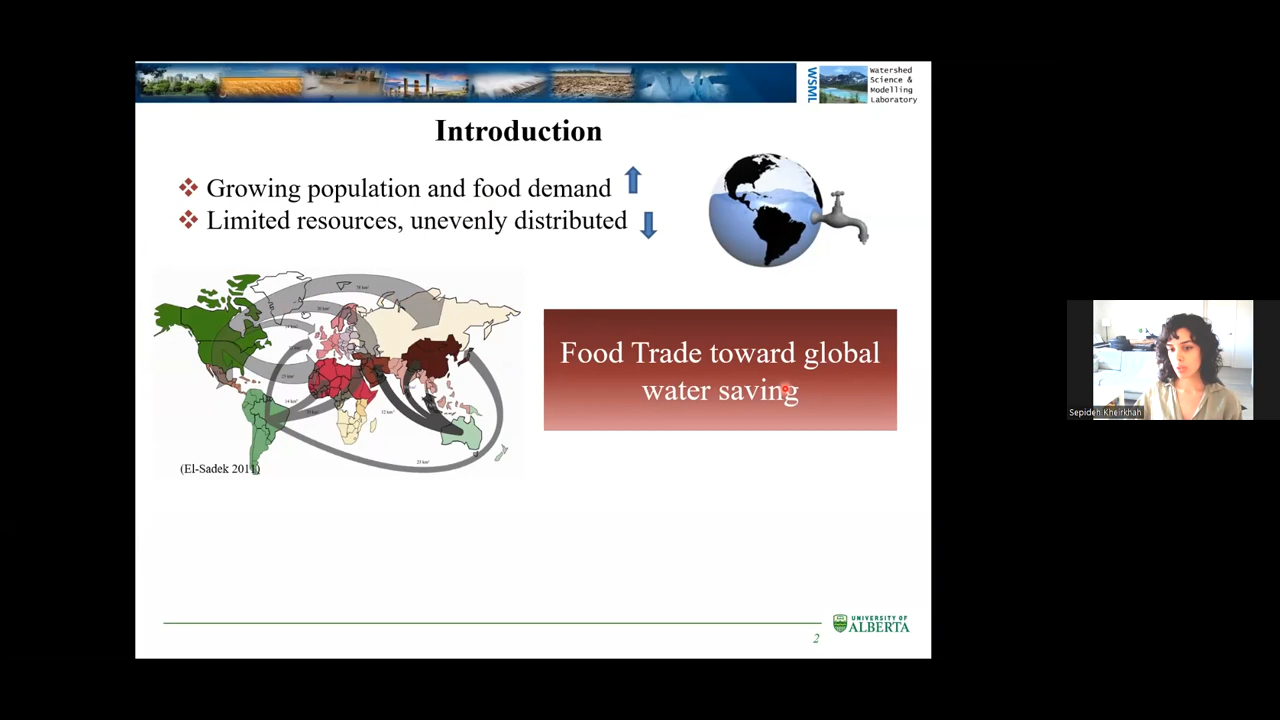 WSML
Watershed
Science &
Modelling
Laboratory
Introduction
❖ Growing population and food demand
❖ Limited resources, unevenly distributed
Food Trade toward global
water saving
(El-Sadek 2011)
Sepideh Kheirkhah
UNIVERSITY OF
ALBERTA
2